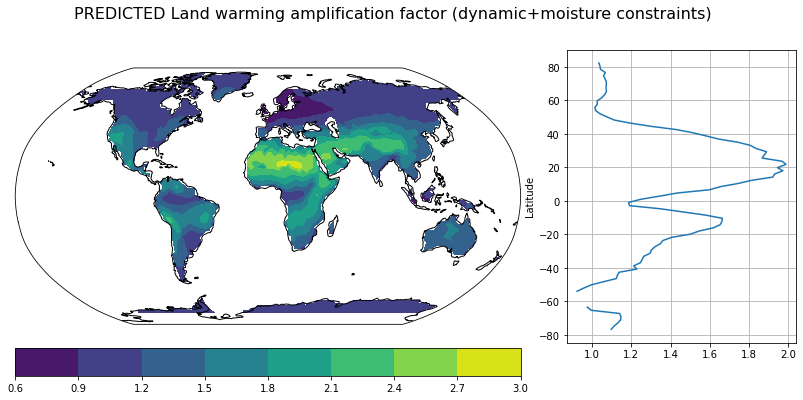 PREDICTED Land warming amplification factor (dynamic+moisture constraints)
80
60
40
20
0
−20
−40
−60
−80
Latitude
1.0 1.2 1.4 1.6 1.8 2.0
0.6 0.9 1.2 1.5 1.8 2.1 2.4 2.7 3.0